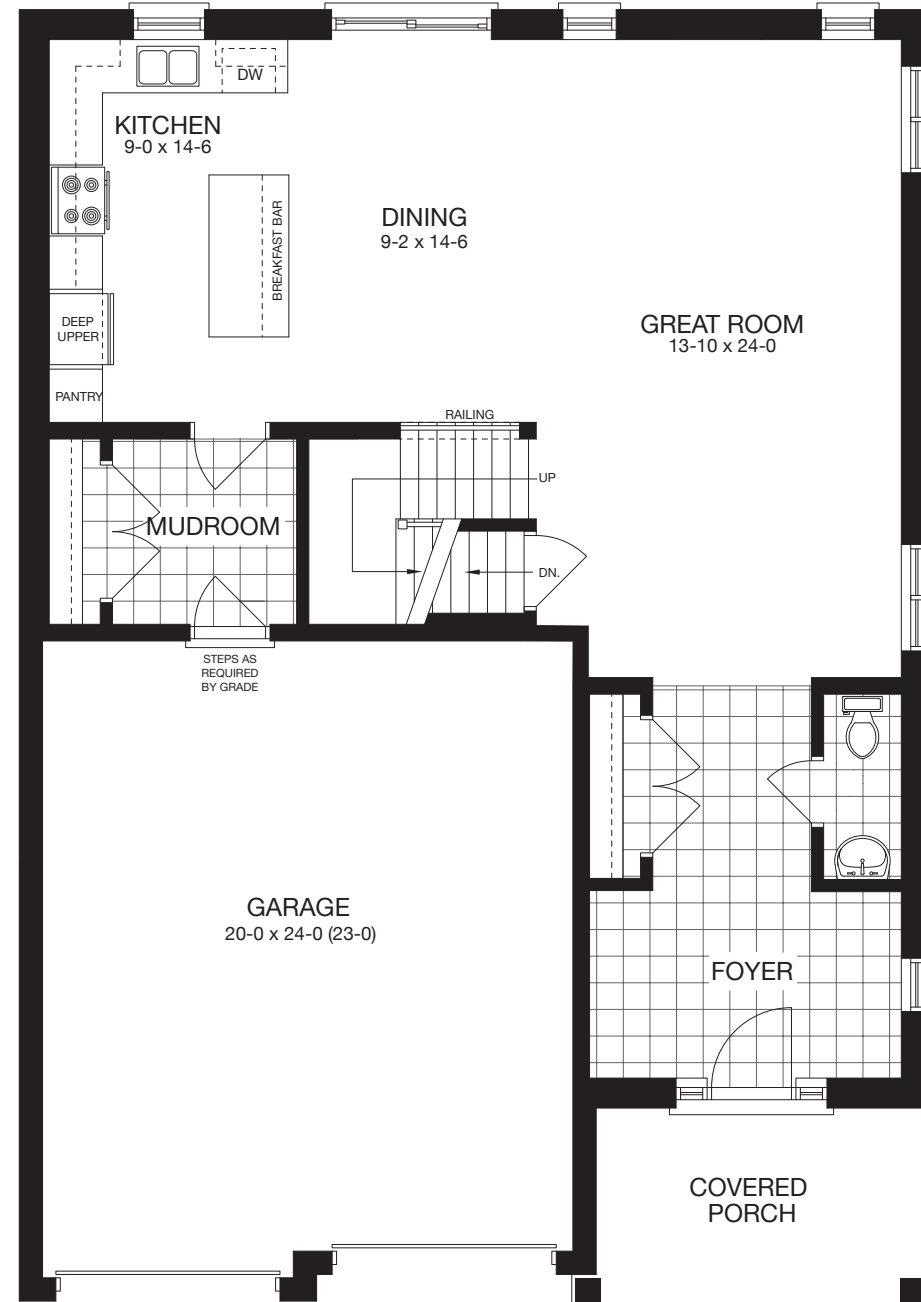 DW
KITCHEN
9-0 x 14-6
BREAKFAST BAR
DINING
9-2 x 14-6
DEEP
UPPER
GREAT ROOM
13-10 x 24-0
PANTRY
RAILING
UP
MUDROOM
DN.
STEPS AS
REQUIRED
BY GRADE
GARAGE
20-0 x 24-0 (23-0)
FOYER
COVERED
PORCH